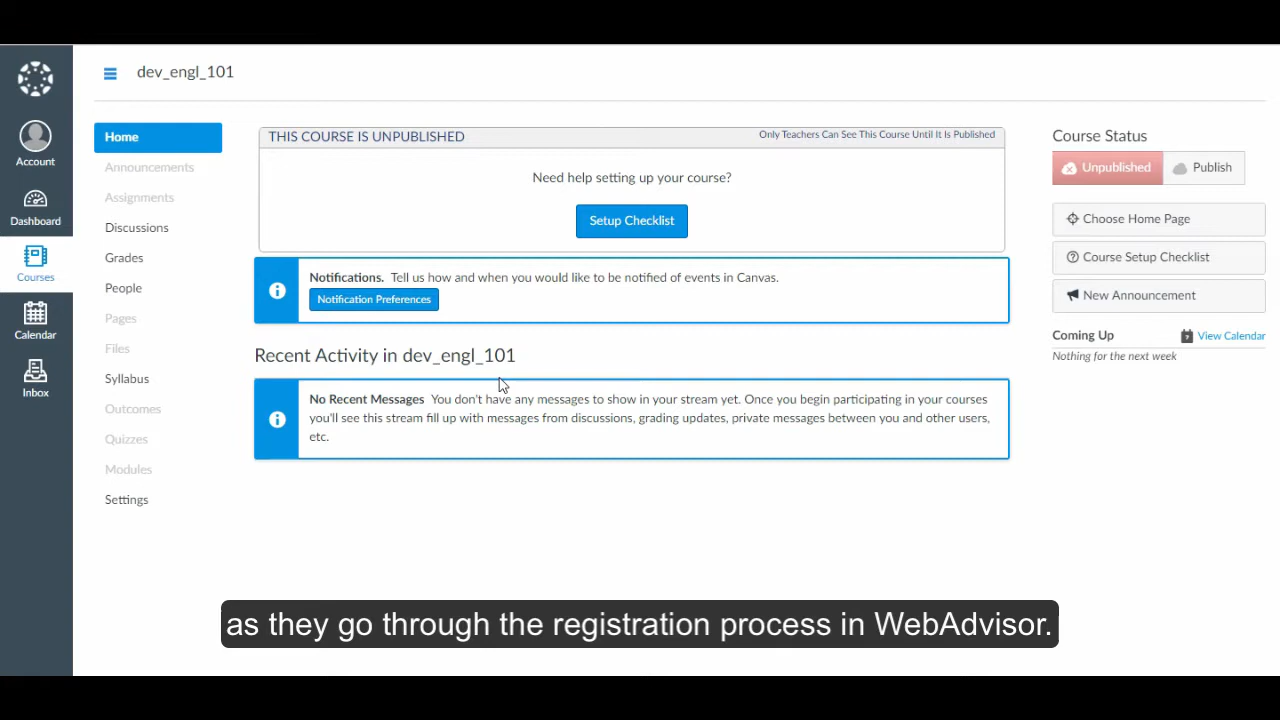 dev_engl_101
Account
Dashboard
Courses
Calendar
Inbox
Home
Announcements
Assignments
Discussions
Grades
People
Pages
Files
Syllabus
Outcomes
Quizzes
Modules
Settings
THIS COURSE IS UNPUBLISHED
Only Teachers Can See This Course Until It Is Published
Need help setting up your course?
Setup Checklist
Notifications. Tell us how and when you would like to be notified of events in Canvas.
Notification Preferences
Recent Activity in dev_engl_101
No Recent Messages You don't have any messages to show in your stream yet. Once you begin participating in your courses
you'll see this stream fill up with messages from discussions, grading updates, private messages between you and other users,
etc.
Course Status
Unpublished Publish
Choose Home Page
Course Setup Checklist
New Announcement
Coming Up View Calendar
Nothing for the next week
as they go through the registration process in WebAdvisor.